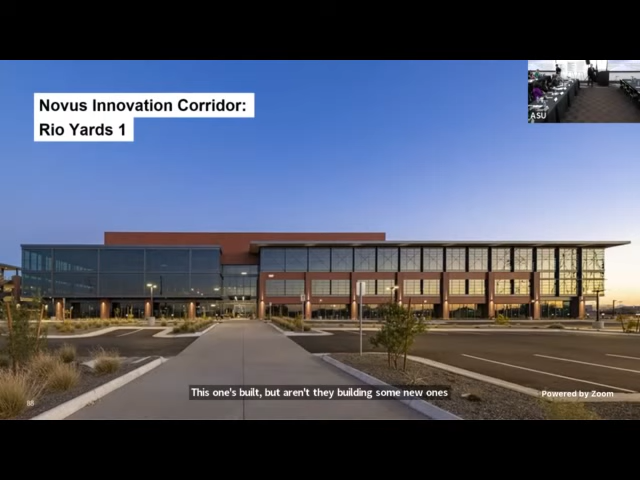 Novus Innovation Corridor:
Rio Yards 1
ASU
This one's built, but aren't they building some new ones
Powered by Zoom